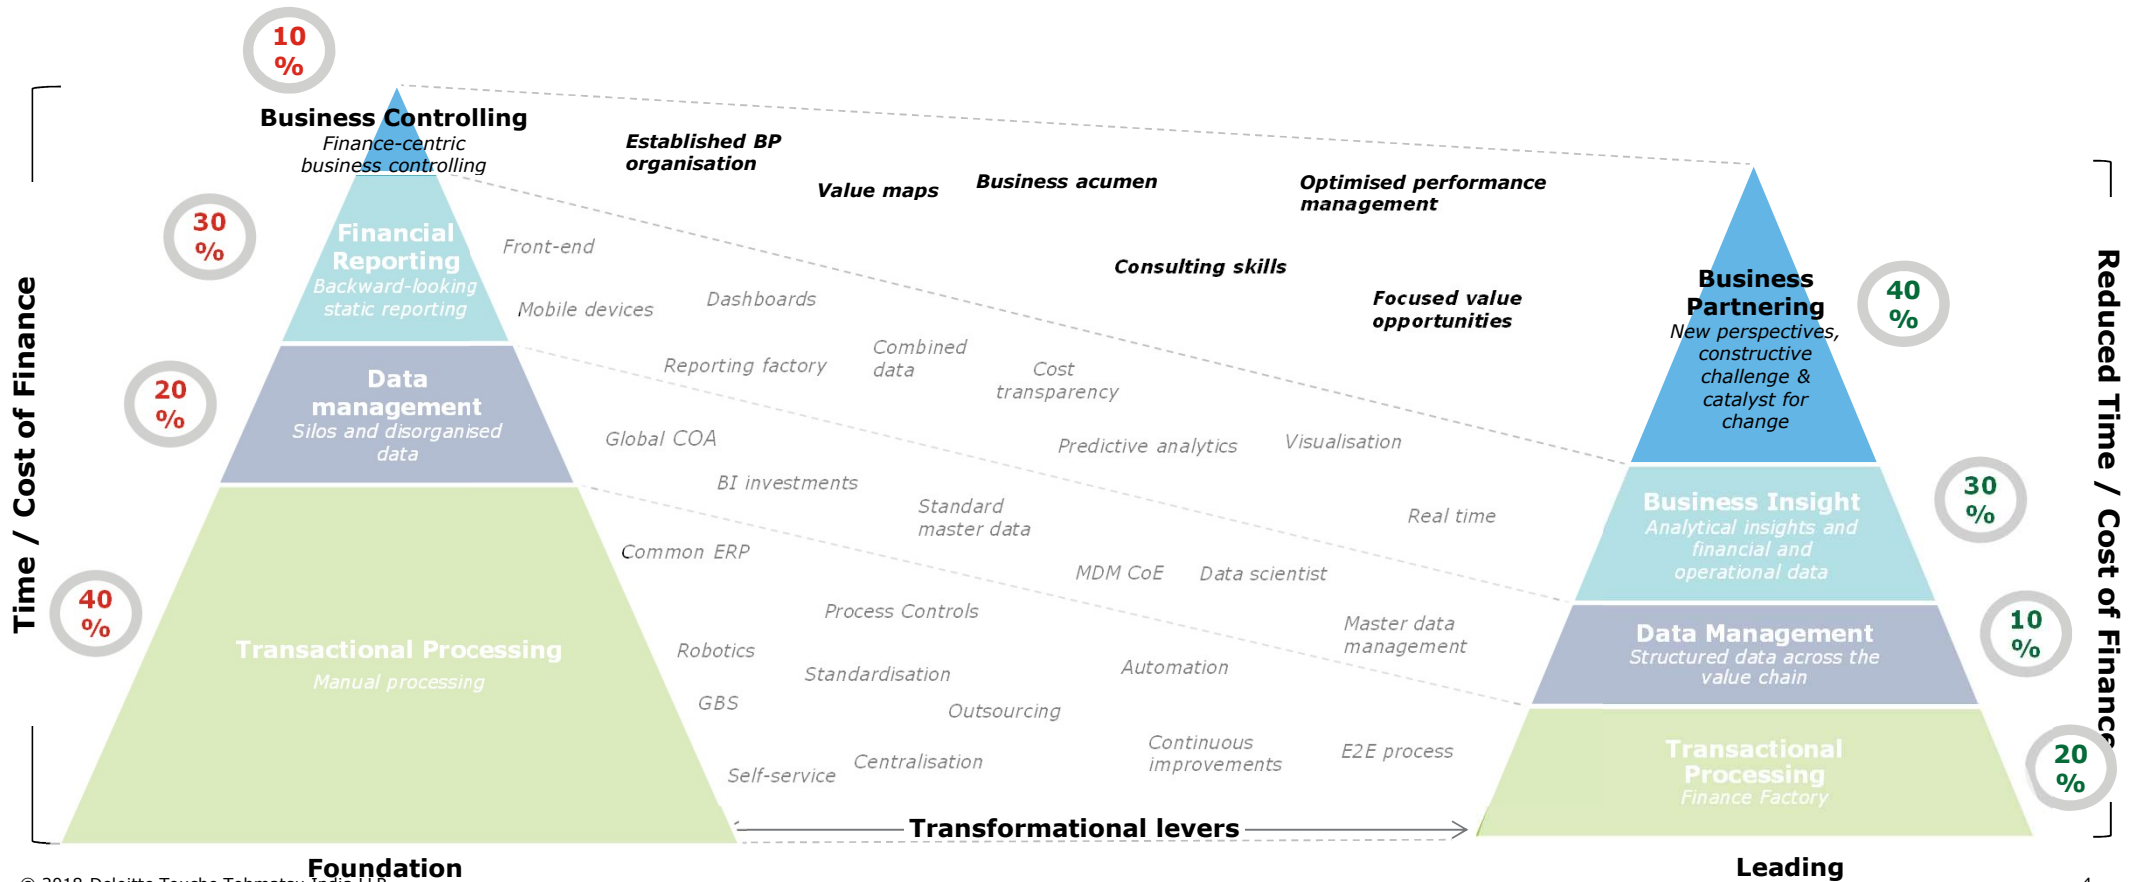 10
%
Business Controlling
Finance-centric
business controlling
30
%
Financial
Reporting
Backward-looking
static reporting
20
%
Data
management
Silos and disorganised
data
40
%
Transactional Processing
Manual processing
Time / Cost of Finance
Foundation
Established BP
organisation
Value maps
Business acumen
Optimised performance
management
Consulting skills
Focused value
opportunities
Front-end
Mobile devices
Dashboards
Reporting factory
Combined
data
Cost
transparency
Predictive analytics
Visualisation
Real time
Global COA
BI investments
Standard
master data
MDM CoE
Data scientist
Master data
management
Common ERP
Process Controls
Robotics
Standardisation
Automation
GBS
Outsourcing
Self-service
Centralisation
Continuous
improvements
E2E process
Transformational levers
Business
Partnering
New perspectives,
constructive
challenge &
catalyst for
change
40
%
Business Insight
Analytical insights and
financial and
operational data
30
%
Data Management
Structured data across the
value chain
10
%
Transactional
Processing
Finance Factory
20
%
Reduced Time / Cost of Finance
Leading
© 2018 Deloitte Touche Tohmatsu India LLP
4